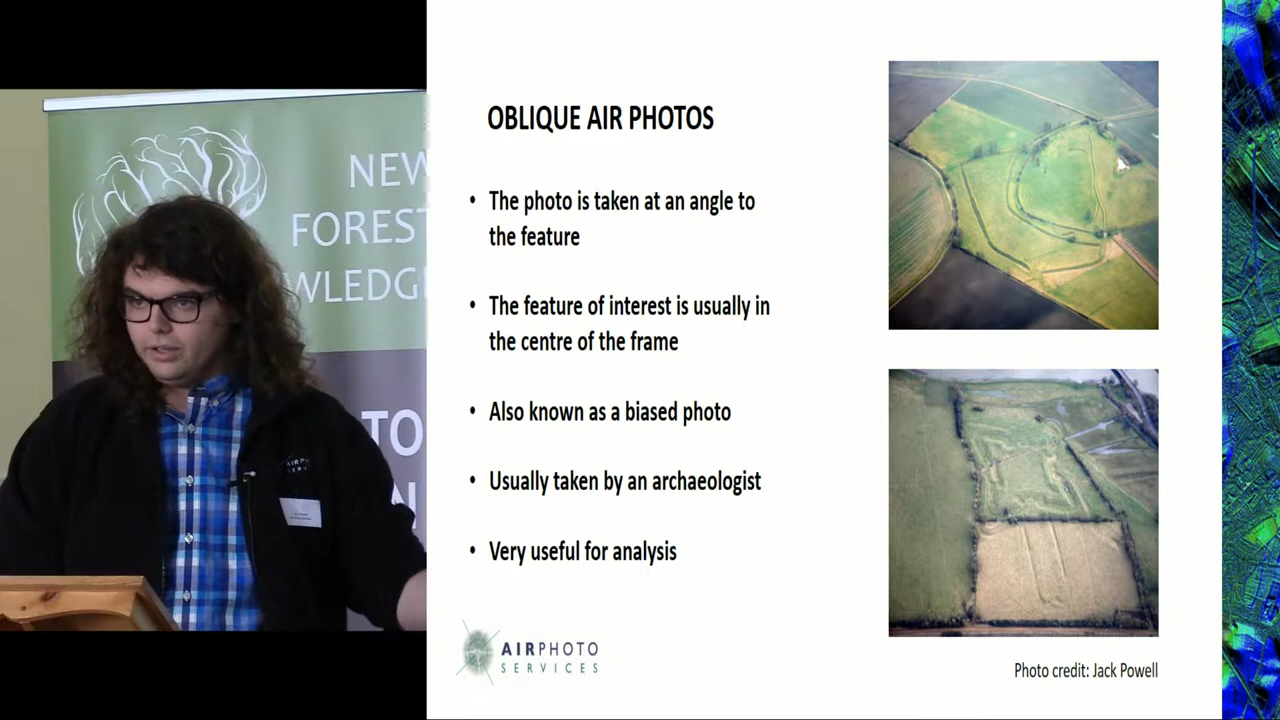 NEW
FOREST
WLEDG
TO
OBLIQUE AIR PHOTOS
• The photo is taken at an angle to
the feature
• The feature of interest is usually in
the centre of the frame
• Also known as a biased photo
• Usually taken by an archaeologist
• Very useful for analysis
AIRPHOTO
SERVICES
Photo credit: Jack Powell